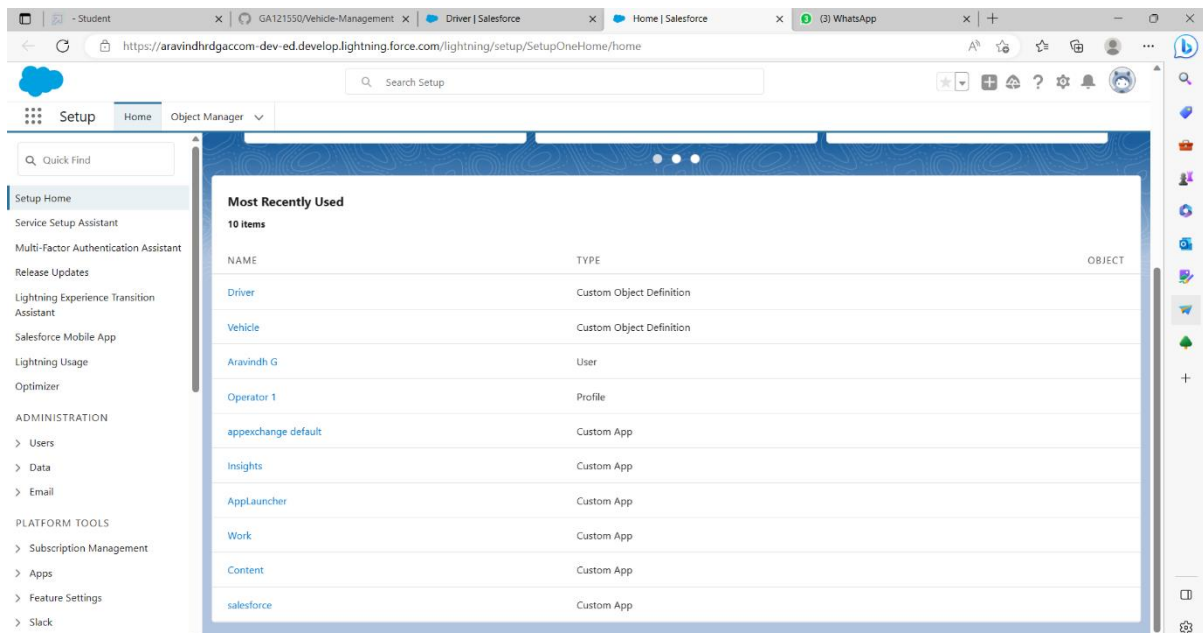 - Student
GA121550/Vehicle-Management
Driver | Salesforce
Home | Salesforce
(3) WhatsApp
https://aravindhrdgaccom-dev-ed.develop.lightning.force.com/lightning/setup/SetupOneHome/home
Search Setup
Setup
Home
Object Manager
Quick Find
Setup Home
Service Setup Assistant
Multi-Factor Authentication Assistant
Release Updates
Lightning Experience Transition
Assistant
Salesforce Mobile App
Lightning Usage
Optimizer
ADMINISTRATION
Users
Data
Email
PLATFORM TOOLS
Subscription Management
Apps
Feature Settings
Slack
Most Recently Used
10 items
NAME TYPE OBJECT
Driver Custom Object Definition
Vehicle Custom Object Definition
Aravindh G User
Operator 1 Profile
appexchange default Custom App
Insights Custom App
AppLauncher Custom App
Work Custom App
Content Custom App
salesforce Custom App